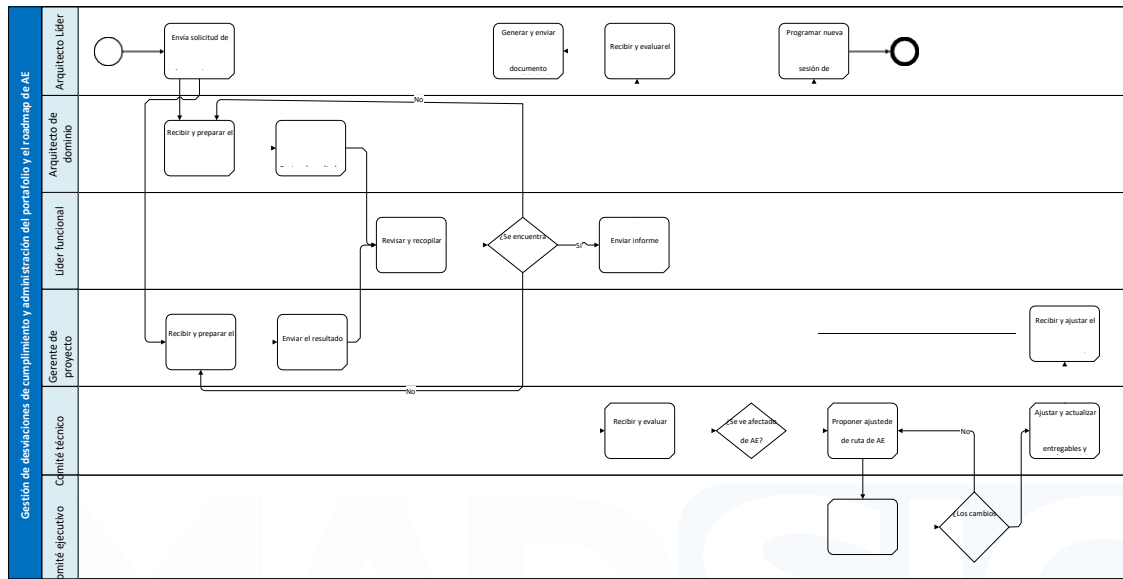 Gestión de desviaciones de cumplimiento y administración del portafolio y el roadmap de AE
Arquitecto Líder
Envía solicitud de
Generar y enviar
documento
Recibir y evaluar el
Programar nueva
sesión de
Arquitecto de
dominio
No
Recibir y preparar el
Líder funcional
Revisar y recopilar
¿Se encuentra
Si
Enviar informe
Gerente de
proyecto
Recibir y preparar el
Enviar el resultado
Recibir y ajustar el
No
Comité técnico
Recibir y evaluar
¿Se ve afectado
de AE?
Proponer ajuste de
de ruta de AE
No
Ajustar y actualizar
entregables y
omité ejecutivo
¿Los cambios